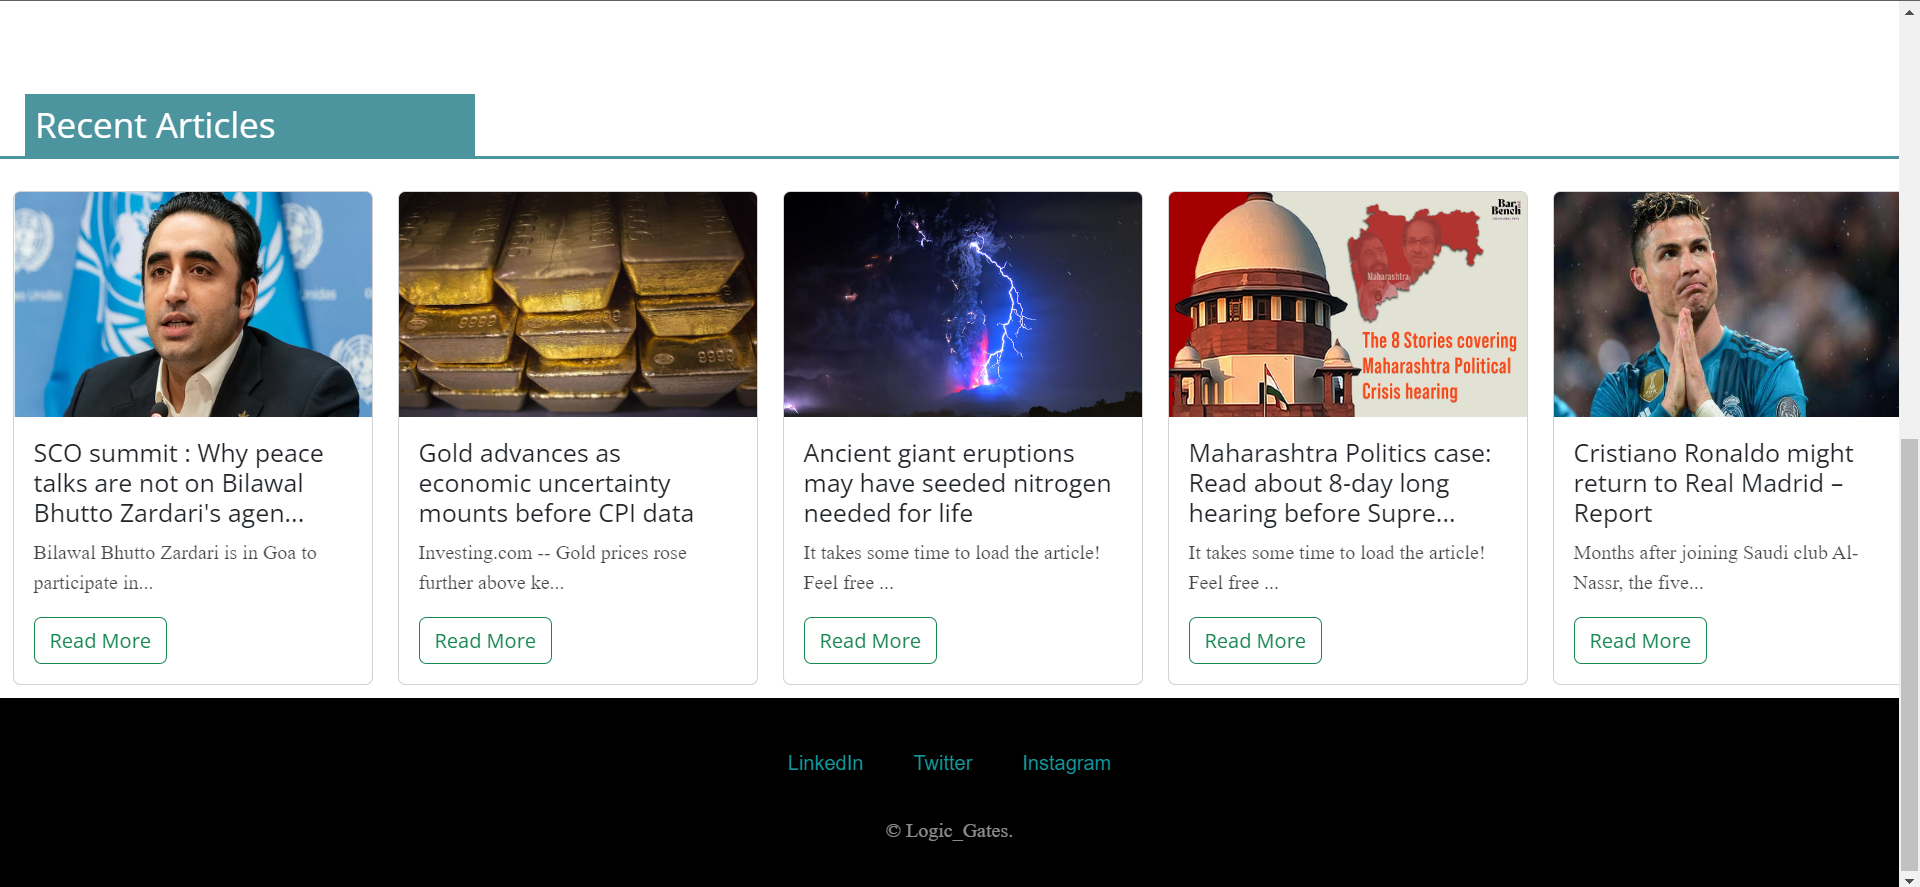 Recent Articles
Bar
Bench
Maharashtra
The 8 Stories covering
Maharashtra Political
Crisis hearing
9999
9999
SCO summit : Why peace
talks are not on Bilawal
Bhutto Zardari's agen...
Bilawal Bhutto Zardari is in Goa to
participate in...
Read More
Gold advances as
economic uncertainty
mounts before CPI data
Investing.com -- Gold prices rose
further above ke...
Read More
Ancient giant eruptions
may have seeded nitrogen
needed for life
It takes some time to load the article!
Feel free ...
Read More
Maharashtra Politics case:
Read about 8-day long
hearing before Supre...
It takes some time to load the article!
Feel free ...
Read More
Cristiano Ronaldo might
return to Real Madrid –
Report
Months after joining Saudi club Al-
Nassr, the five...
Read More
LinkedIn
Twitter
Instagram
© Logic_Gates.